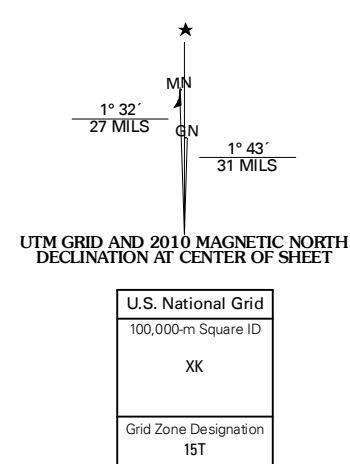 ★
MN
1° 32´
27 MILS
GN
1° 43´
31 MILS
UTM GRID AND 2010 MAGNETIC NORTH
DECLINATION AT CENTER OF SHEET
U.S. National Grid
100,000-m Square ID
XK
Grid Zone Designation
15T